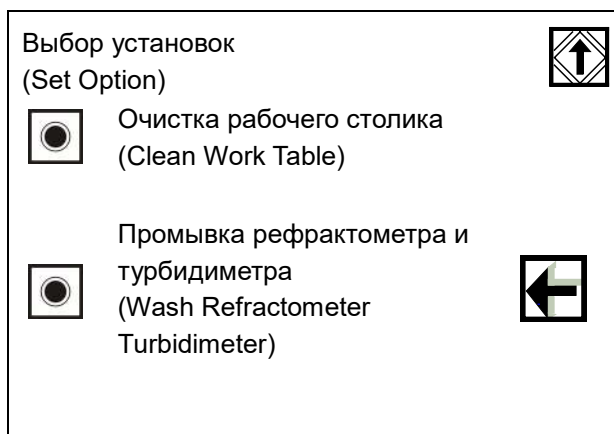 Выбор установок
(Set Option)
Очистка рабочего столика
(Clean Work Table)
Промывка рефрактометра и
турбидиметра
(Wash Refractometer
Turbidimeter)